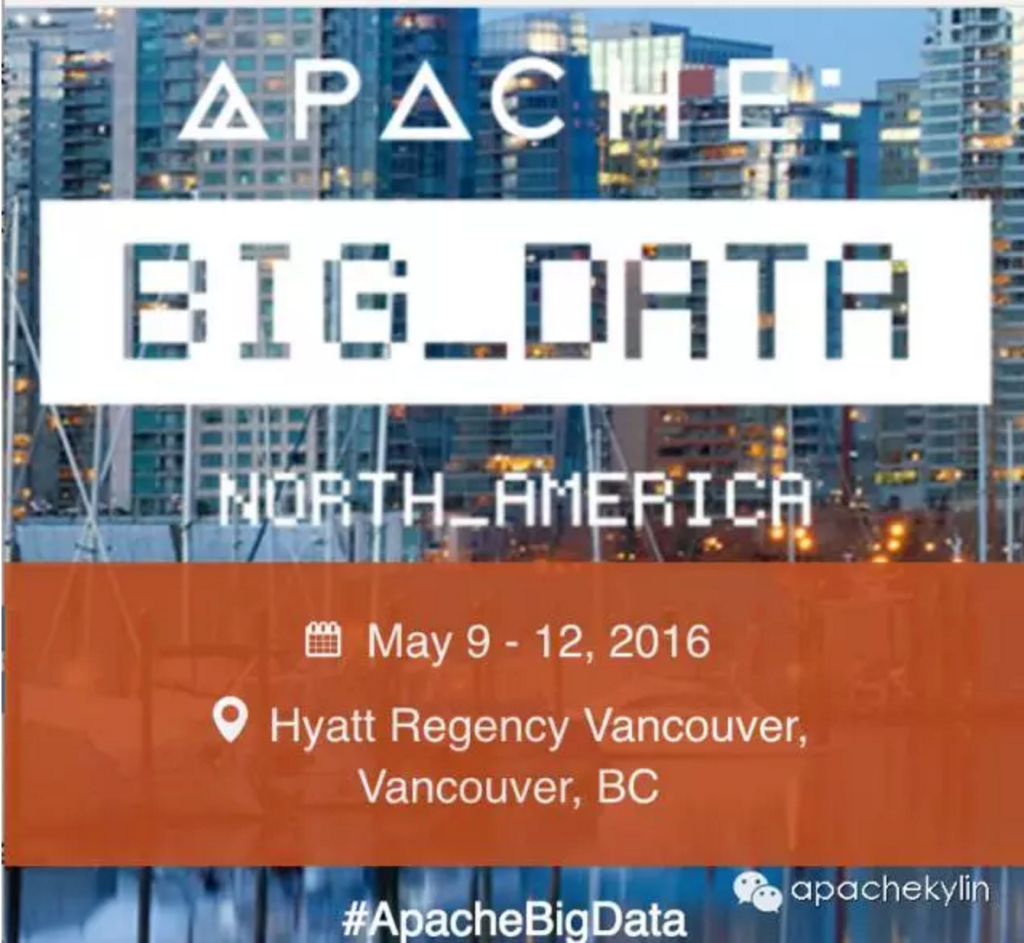 APACHE:
BIG_DATA
NORTH_AMERICA
May 9 - 12, 2016
Hyatt Regency Vancouver,
Vancouver, BC
apachekylin
#ApacheBigData